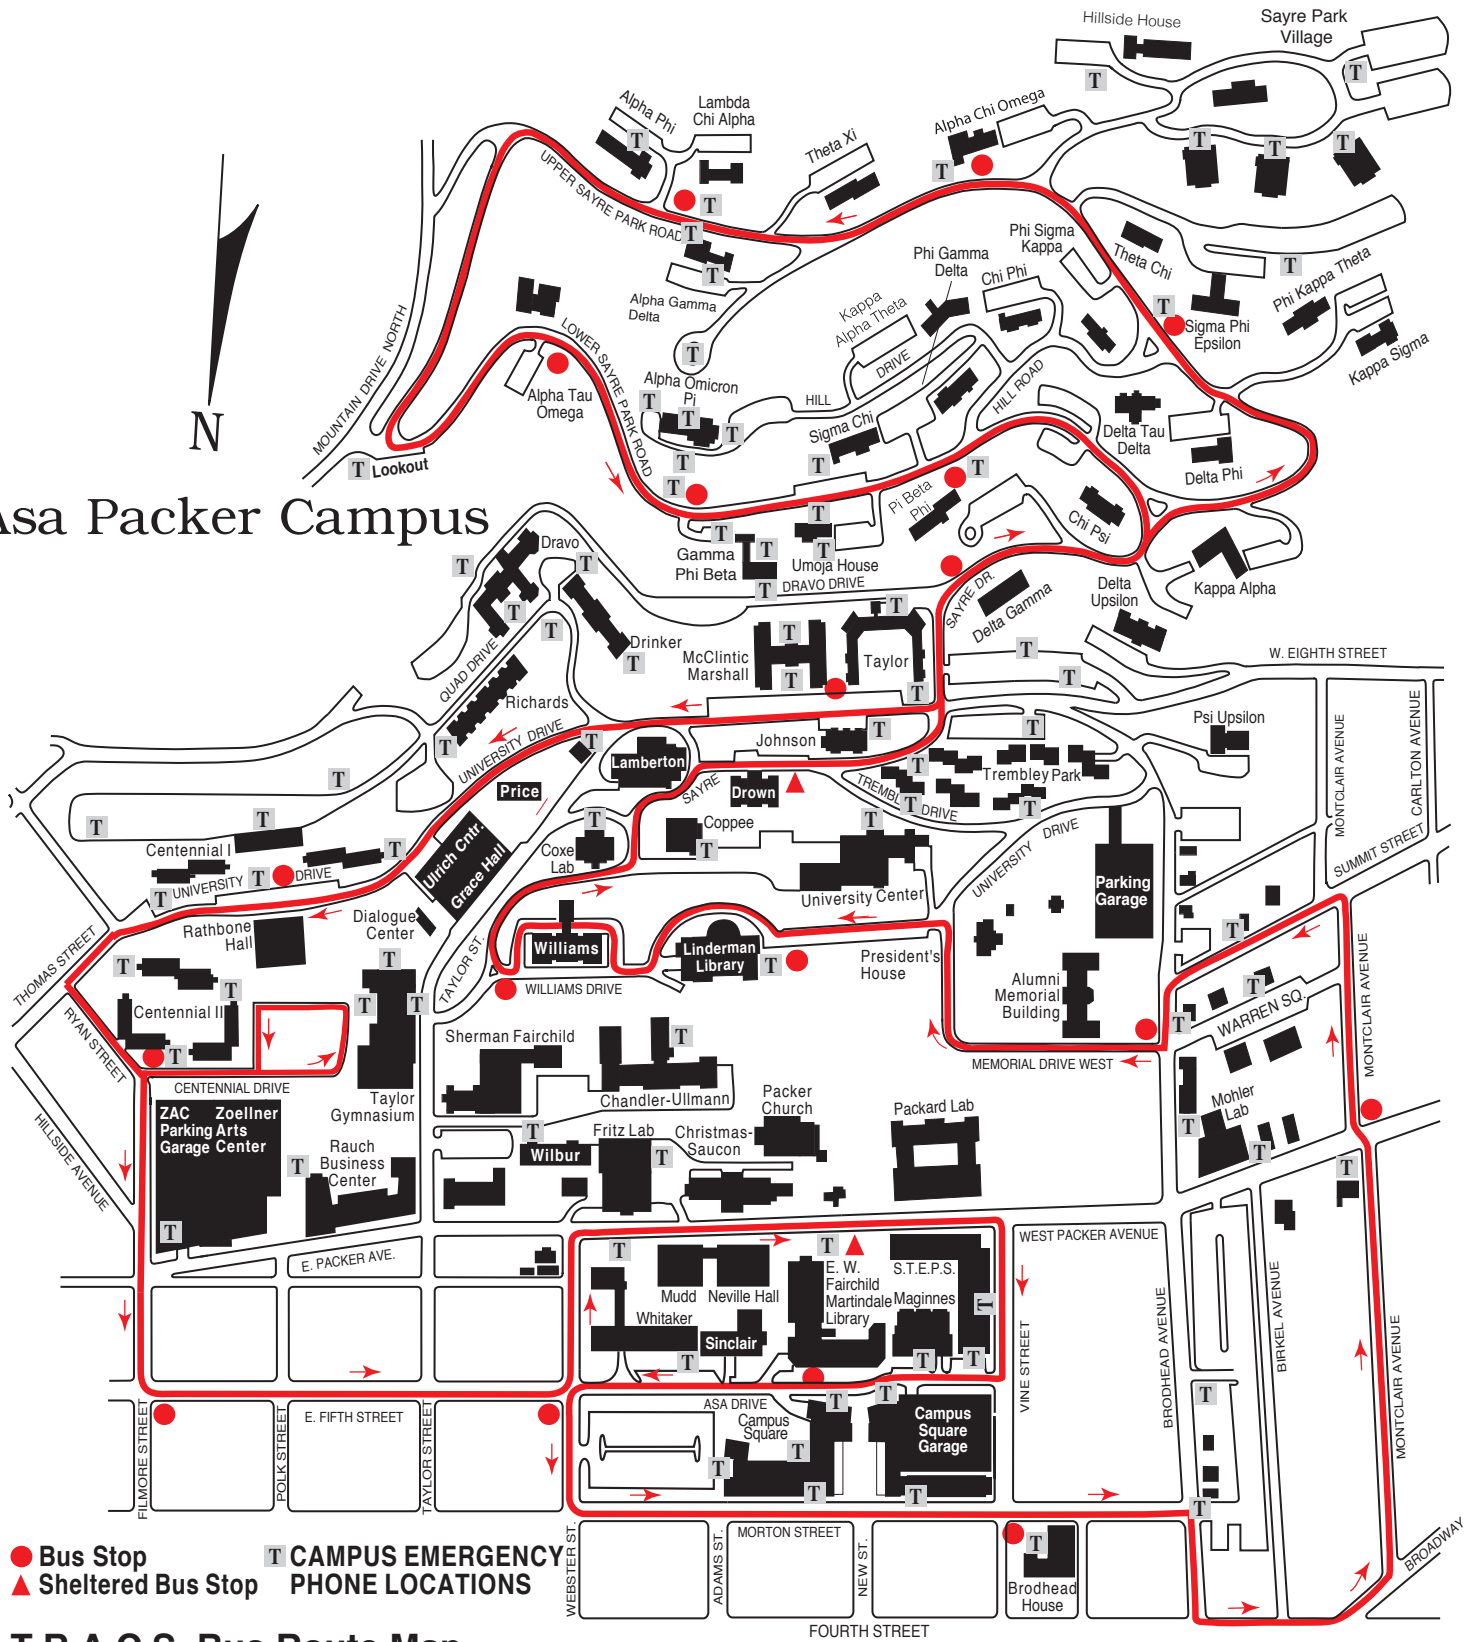 Hillside House
Sayre Park
Village
Alpha Phi
Lambda
Chi Alpha
Theta Xi
Alpha Chi Omega
UPPER SAYRE PARK ROAD
Phi Sigma
Kappa
Phi Gamma
Delta
Chi Phi
Theta Chi
Phi Kappa Theta
Alpha Gamma
Delta
Kappa
Alpha Theta
Sigma Phi
Epsilon
Kappa Sigma
MOUNTAIN DRIVE NORTH
LOWER SAYRE PARK ROAD
Alpha Tau
Omega
Alpha Omicron
Pi
HILL
DRIVE
HILL ROAD
Sigma Chi
Delta Tau
Delta
Delta Phi
N
T Lookout
Pi Beta
Phi
Chi Psi
Asa Packer Campus
Dravo
Gamma
Phi Beta
Umoja House
DRAVO DRIVE
SAYRE DR.
Delta Gamma
Delta
Upsilon
Kappa Alpha
Drinker
McClintic
Marshall
Taylor
W. EIGHTH STREET
QUAD DRIVE
Richards
UNIVERSITY DRIVE
Johnson
Psi Upsilon
MONTCLAIR AVENUE
CARLTON AVENUE
Lamberton
Price
SAYRE
Drown
Trembley Park
TREMBLEY DRIVE
Coppee
UNIVERSITY DRIVE
Centennial I
Ulrich Cntr.
Grace Hall
Coxe
Lab
SUMMIT STREET
UNIVERSITY DRIVE
University Center
Parking
Garage
Rathbone
Hall
Dialogue
Center
TAYLOR ST.
Williams
Linderman
Library
President's
House
THOMAS STREET
Alumni
Memorial
Building
WILLIAMS DRIVE
MONTCLAIR AVENUE
Centennial II
WARREN SQ.
RYAN STREET
Sherman Fairchild
MEMORIAL DRIVE WEST
CENTENNIAL DRIVE
Taylor
Gymnasium
Chandler-Ullmann
Packer
Church
Packard Lab
Mohler
Lab
HILLSIDE AVENUE
ZAC
Parking
Garage
Zoellner
Arts
Center
Rauch
Business
Center
Wilbur
Fritz Lab
Christmas-
Saucon
E. PACKER AVE.
WEST PACKER AVENUE
Mudd
Neville Hall
E. W.
Fairchild
Martindale
Library
S.T.E.P.S.
Maginnes
Whitaker
Sinclair
VINE STREET
BRODHEAD AVENUE
BIRKEL AVENUE
MONTCLAIR AVENUE
FILMORE STREET
POLK STREET
E. FIFTH STREET
TAYLOR STREET
ASA DRIVE
Campus
Square
Campus
Square
Garage
WEBSTER ST.
ADAMS ST.
MORTON STREET
NEW ST.
Brodhead
House
BROADWAY
FOURTH STREET
Bus Stop
Sheltered Bus Stop
T CAMPUS EMERGENCY
PHONE LOCATIONS
T.R.A.C.S. Bus Route Map